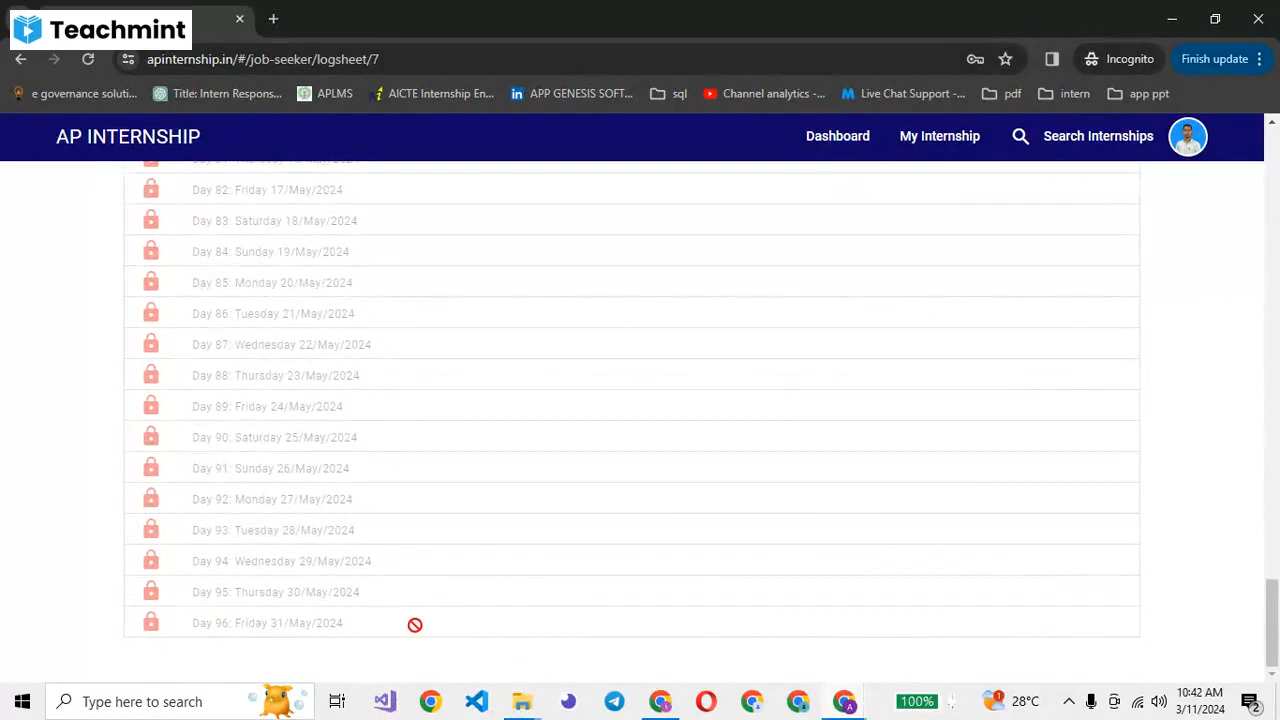 Teachmint
apinternship.in/#/job-seeker/logsheet/7
Incognito
Finish update
e governance solut...
Title: Intern Respons...
APLMS
AICTE Internship En...
APP GENESIS SOFT...
sql
Channel analytics -...
Live Chat Support -...
pdf
intern
app ppt
AP INTERNSHIP
Dashboard
My Internship
Search Internships
Day 82: Friday 17/May/2024
Day 83: Saturday 18/May/2024
Day 84: Sunday 19/May/2024
Day 85: Monday 20/May/2024
Day 86: Tuesday 21/May/2024
Day 87: Wednesday 22/May/2024
Day 88: Thursday 23/May/2024
Day 89: Friday 24/May/2024
Day 90: Saturday 25/May/2024
Day 91: Sunday 26/May/2024
Day 92: Monday 27/May/2024
Day 93: Tuesday 28/May/2024
Day 94: Wednesday 29/May/2024
Day 95: Thursday 30/May/2024
Day 96: Friday 31/May/2024
Type here to search
100%
28°C
10:42 AM
3/11/2024
2